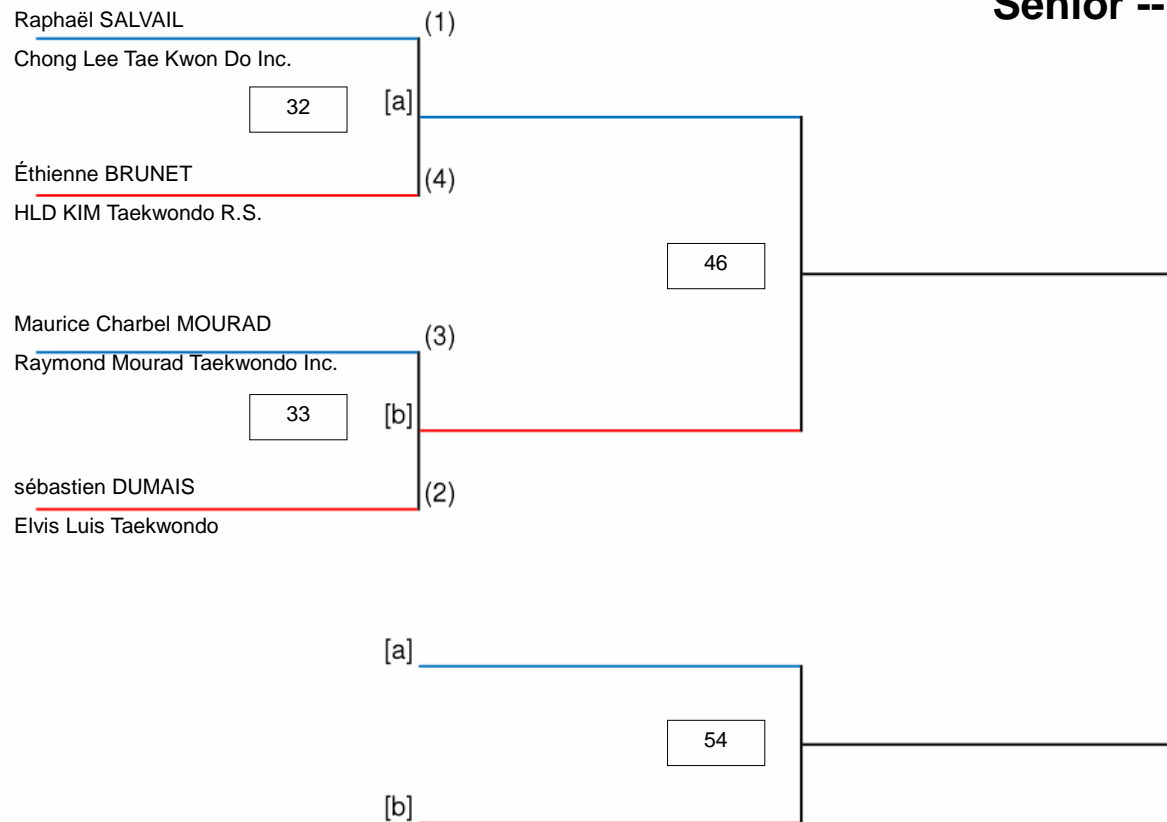 Senior --
Raphaël SALVAIL
(1)
Chong Lee Tae Kwon Do Inc.
32
[a]
Éthienne BRUNET
(4)
HLD KIM Taekwondo R.S.
46
Maurice Charbel MOURAD
(3)
Raymond Mourad Taekwondo Inc.
33
[b]
sébastien DUMAIS
(2)
Elvis Luis Taekwondo
[a]
54
[b]